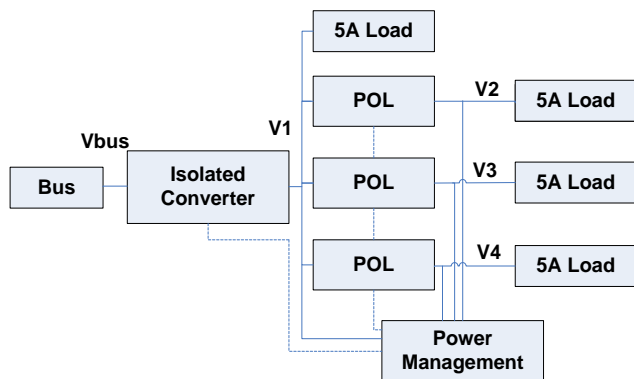 5A Load
POL
V2
5A Load
V1
Vbus
Isolated
Converter
Bus
POL
V3
5A Load
POL
V4
5A Load
Power
Management